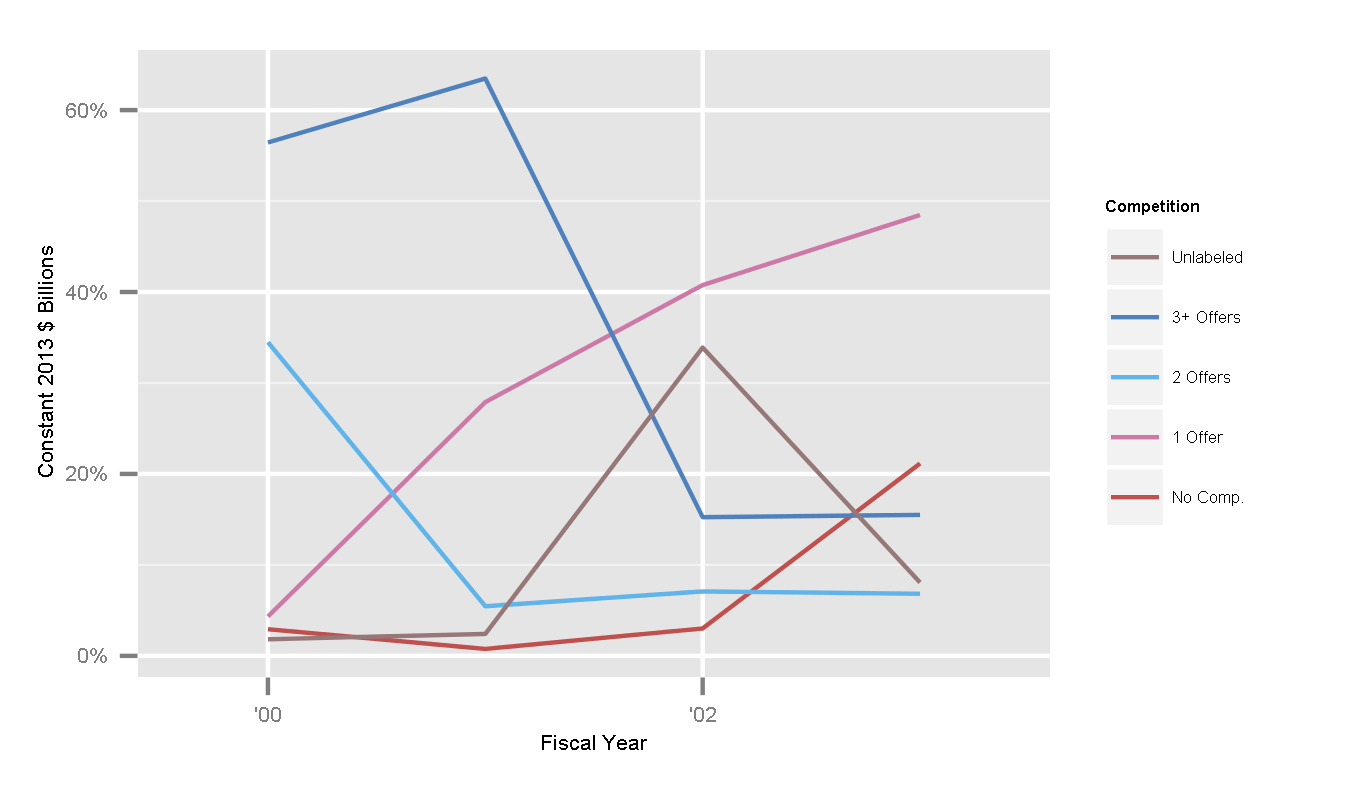 60%
40%
20%
0%
Constant 2013 $ Billions
'00
'02
Fiscal Year
Competition
Unlabeled
3+ Offers
2 Offers
1 Offer
No Comp.